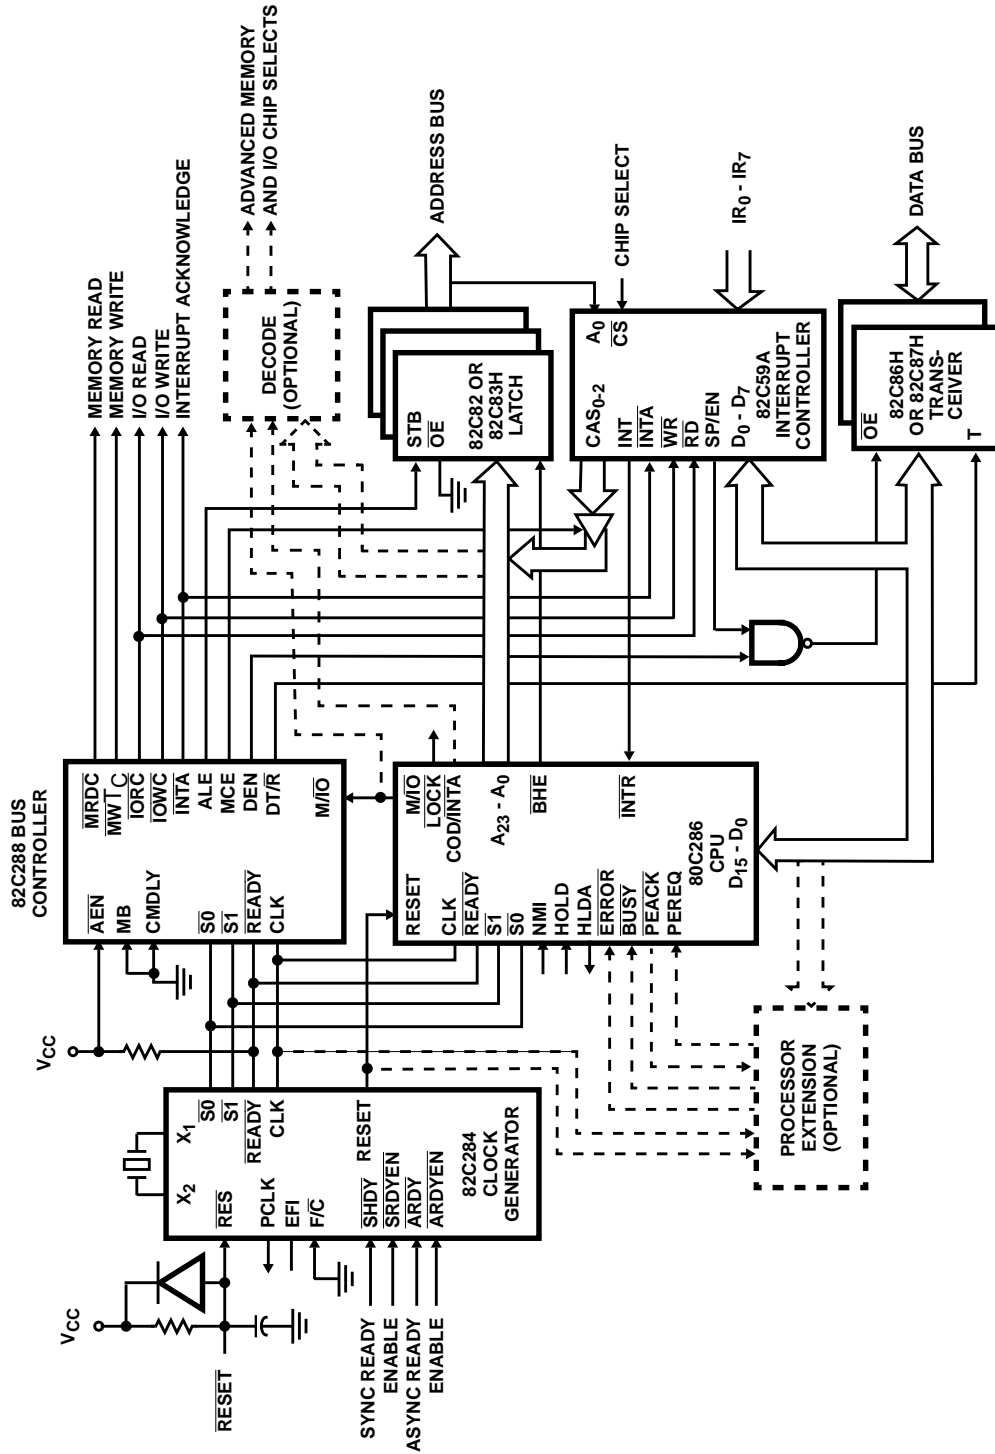 82C288 BUS
CONTROLLER
AEN
MB
CMDLY
S0
S1
READY
CLK
MRDC
MWTC
IORC
IOWC
INTA
ALE
MCE
DEN
DT/R
M/IO
MEMORY READ
MEMORY WRITE
I/O READ
I/O WRITE
INTERRUPT ACKNOWLEDGE
DECODE
(OPTIONAL)
ADVANCED MEMORY
AND I/O CHIP SELECTS
VCC
X2
X1
RES
PCLK
EFI
F/C
S0
S1
READY
CLK
RESET
SHDY
SRDYEN
ARDY
ARDYEN
82C284
CLOCK
GENERATOR
VCC
RESET
SYNC READY
ENABLE
ASYNC READY
ENABLE
RESET
CLK
READY
S1
S0
NMI
HOLD
HLDA
ERROR
BUSY
PEACK
PEREQ
M/IO
LOCK
COD/INTA
A23 - A0
BHE
INTR
80C286
CPU
D15 - D0
STB
OE
82C82 OR
82C83H
LATCH
ADDRESS BUS
CAS0-2
INT
INTA
WR
RD
SP/EN
D0 - D7
A0
CS
82C59A
INTERRUPT
CONTROLLER
CHIP SELECT
IR0 - IR7
OE
82C86H
OR 82C87H
TRANS-
CEIVER
T
DATA BUS
PROCESSOR
EXTENSION
(OPTIONAL)